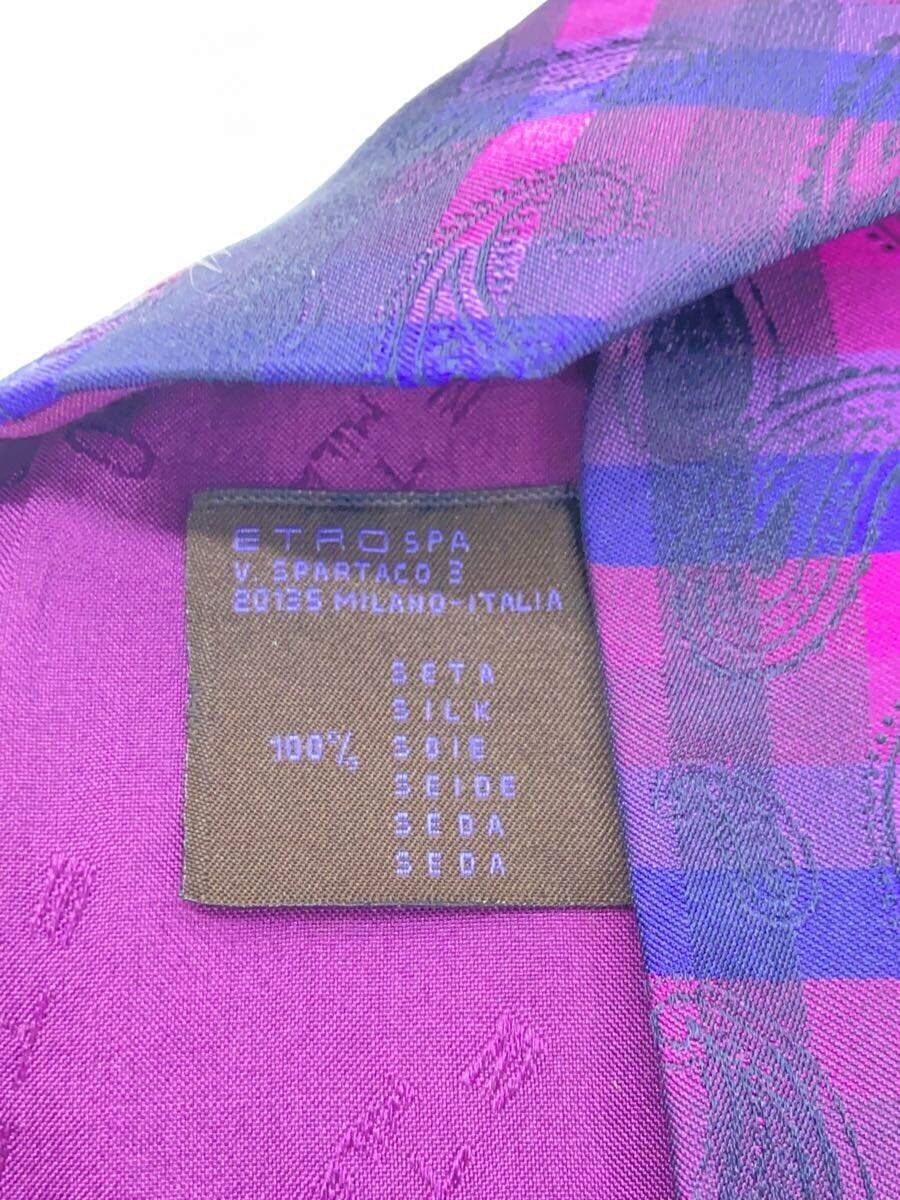 ETRO SPA
V. SPARTACO 3
20135 MILANO-ITALIA
SETA
SILK
100% SOIE
SEIDE
SEDA
SEDA